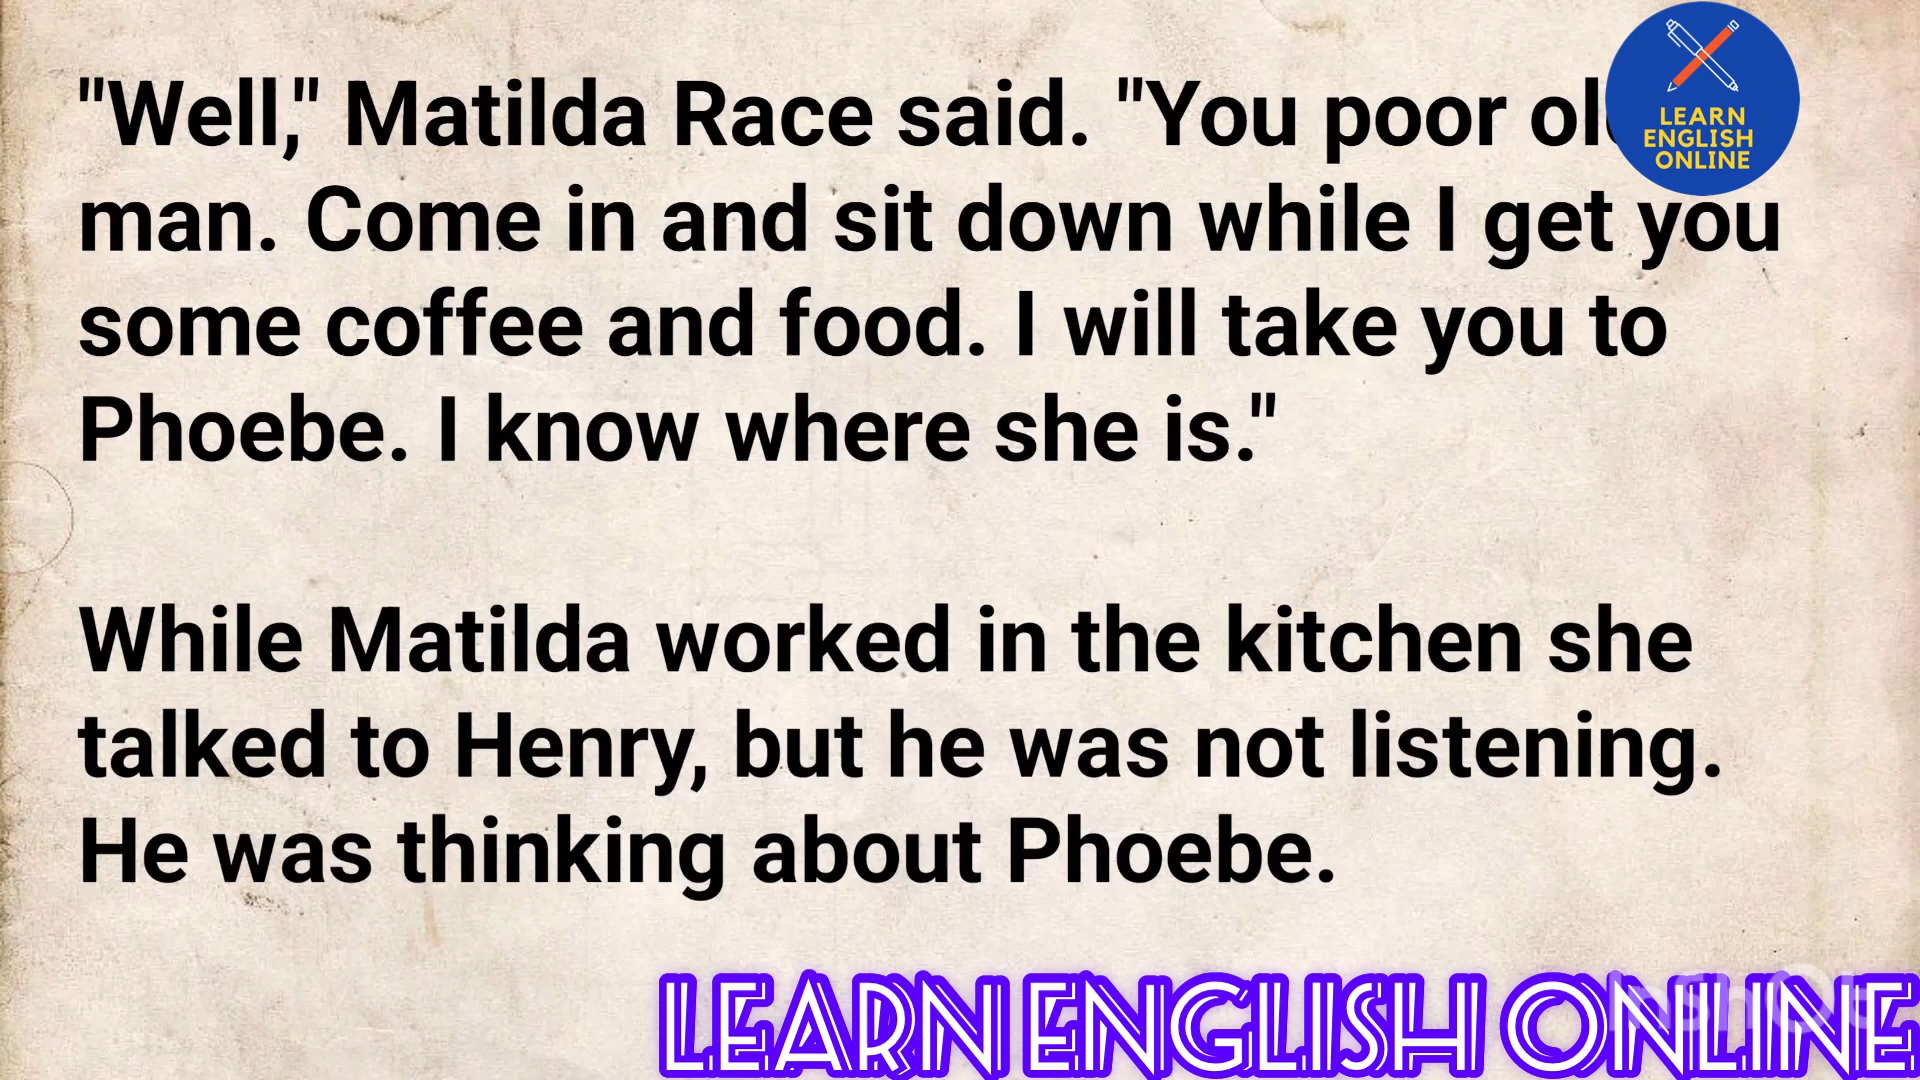 "Well," Matilda Race said. "You poor
man. Come in and sit down while I get you
some coffee and food. I will take you to
Phoebe. I know where she is."
While Matilda worked in the kitchen she
talked to Henry, but he was not listening.
He was thinking about Phoebe.
LEARN
ENGLISH
ONLINE
LEARN ENGLISH ONLINE